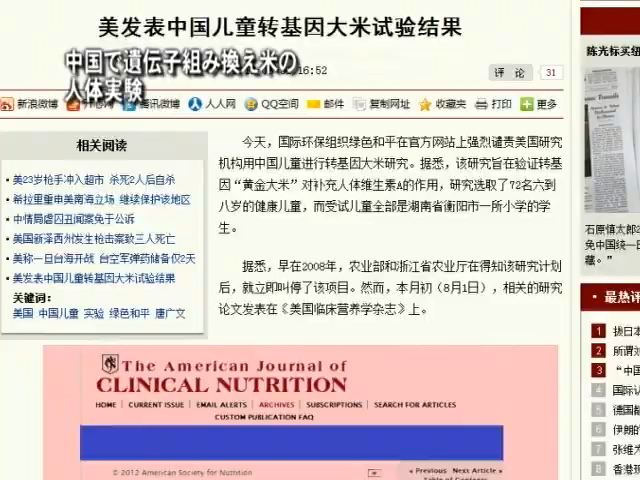 美发表中国儿童转基因大米试验结果
中国で遺伝子組み換え米の
人体実験
16:52
评 论 31
新浪微博
腾讯微博 人人网 QQ空间 邮件 复制网址 收藏夹 打印 更多
相关阅读
美23岁枪手冲入超市 杀死2人后自杀
希拉里重申美南海立场 继续保护该地区
中情局虐囚丑闻案免于公诉
美国新泽西州发生枪击案致三人死亡
美称一旦台海开战 台空军弹药储备仅2天
美发表中国儿童转基因大米试验结果
关键词:
美国 中国儿童 实验 绿色和平 唐广文
今天，国际环保组织绿色和平在官方网站上强烈谴责美国研究
机构用中国儿童进行转基因大米研究。据悉，该研究旨在验证转基
因“黄金大米”对补充人体维生素A的作用，研究选取了72名六到
八岁的健康儿童，而受试儿童全部是湖南省衡阳市一所小学的学
生。
据悉，早在2008年，农业部和浙江省农业厅在得知该研究计划
后，就立即叫停了该项目。然而，本月初（8月1日），相关的研究
论文发表在《美国临床营养学杂志》上。
The American Journal of
CLINICAL NUTRITION
HOME | CURRENT ISSUE | EMAIL ALERTS | ARCHIVES | SUBSCRIPTIONS | SEARCH FOR ARTICLES
CUSTOM PUBLICATION FAQ
© 2012 American Society for Nutrition
« Previous Next Article »
Table of Contents
陈光标买纽
石原慎太郎2
免中国统一日
藏。”
最热评
1
2 所谓
3 “中国
4 国际
5 德国
6 伊朗的
7 张维
8 香港